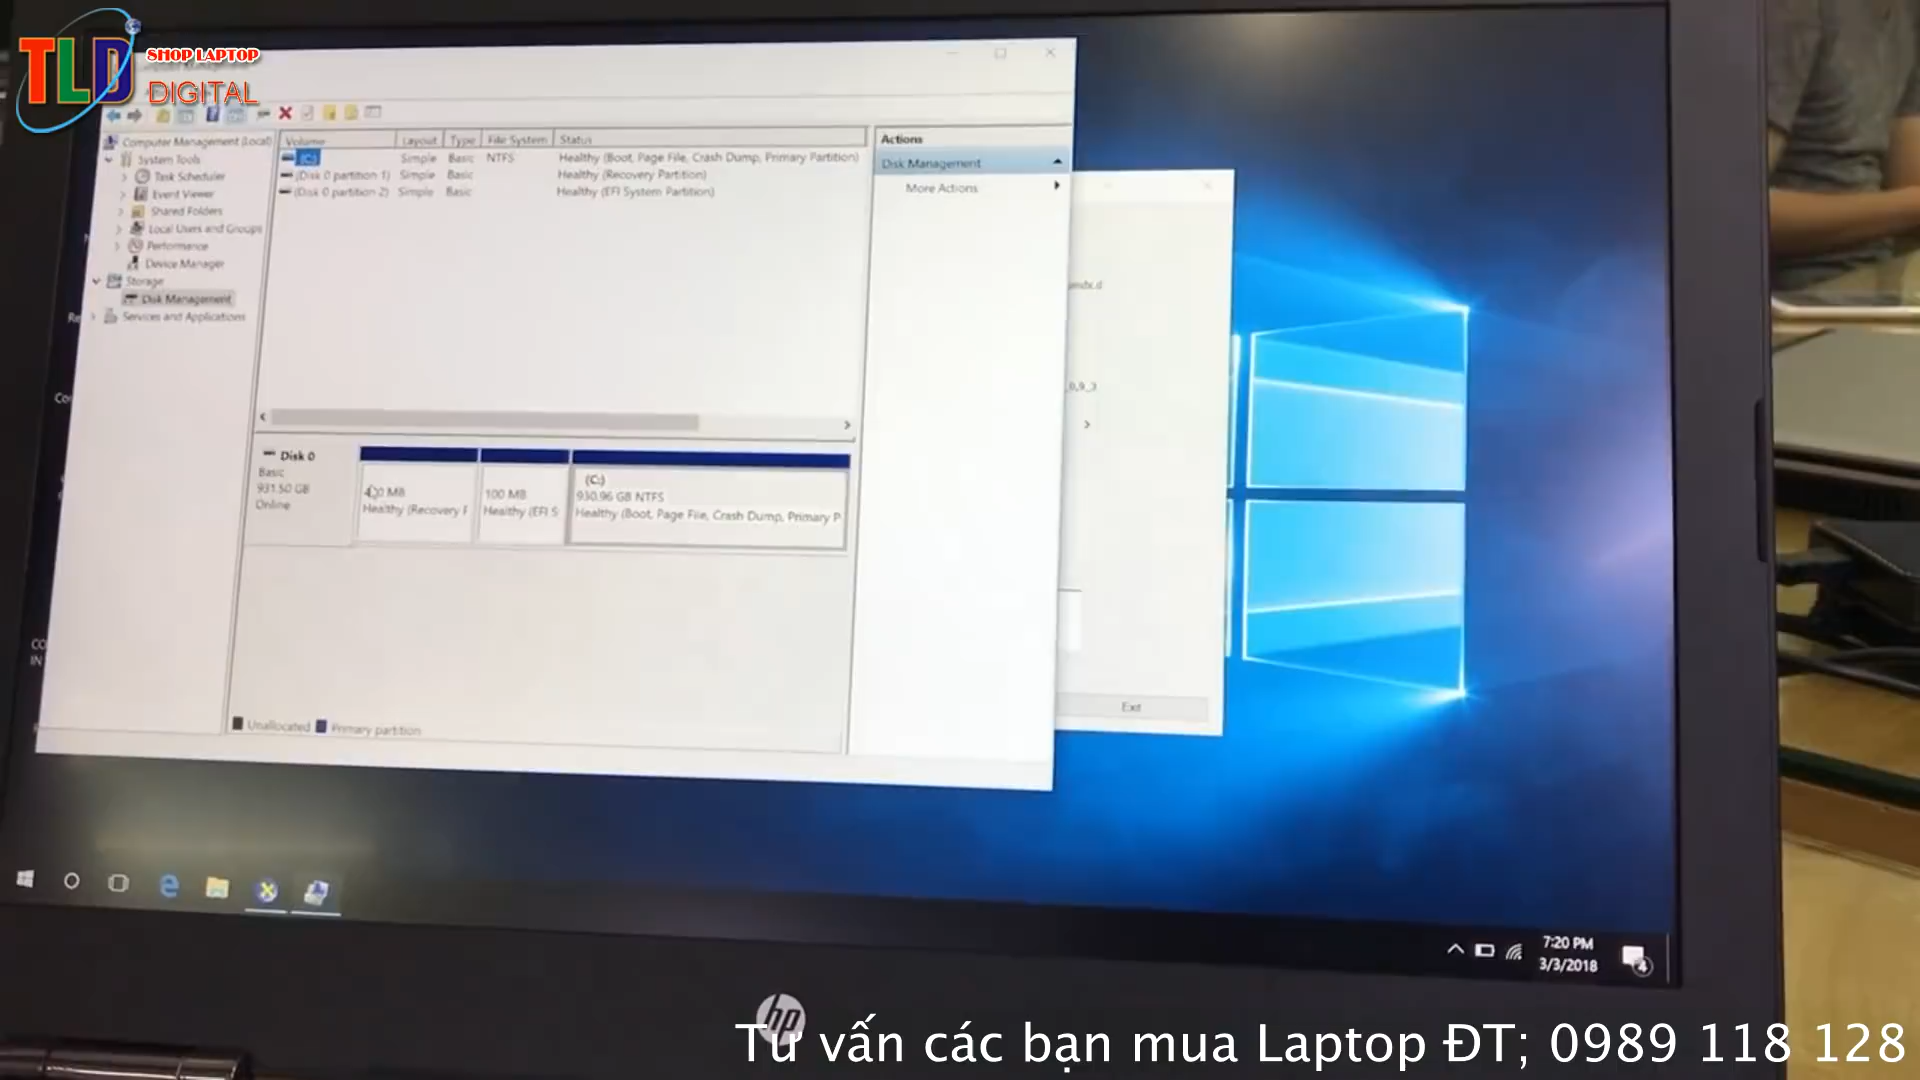 TLD
SHOP LAPTOP
DIGITAL
Computer Management (Local)
System Tools
Task Scheduler
Event Viewer
Shared Folders
Local Users and Groups
Performance
Device Manager
Storage
Disk Management
Services and Applications
Volume Layout Type File System Status
(C:) Simple Basic NTFS Healthy (Boot, Page File, Crash Dump, Primary Partition)
(Disk 0 partition 1) Simple Basic Healthy (Recovery Partition)
(Disk 0 partition 2) Simple Basic Healthy (EFI System Partition)
Actions
Disk Management
More Actions
Disk 0
Basic
931.50 GB
Online
MB
Healthy (Recovery P
100 MB
Healthy (EFI S
(C:)
930.96 GB NTFS
Healthy (Boot, Page File, Crash Dump, Primary P
Unallocated Primary partition
Exit
7:20 PM
3/3/2018
4
hp
Tư vấn các bạn mua Laptop ĐT; 0989 118 128